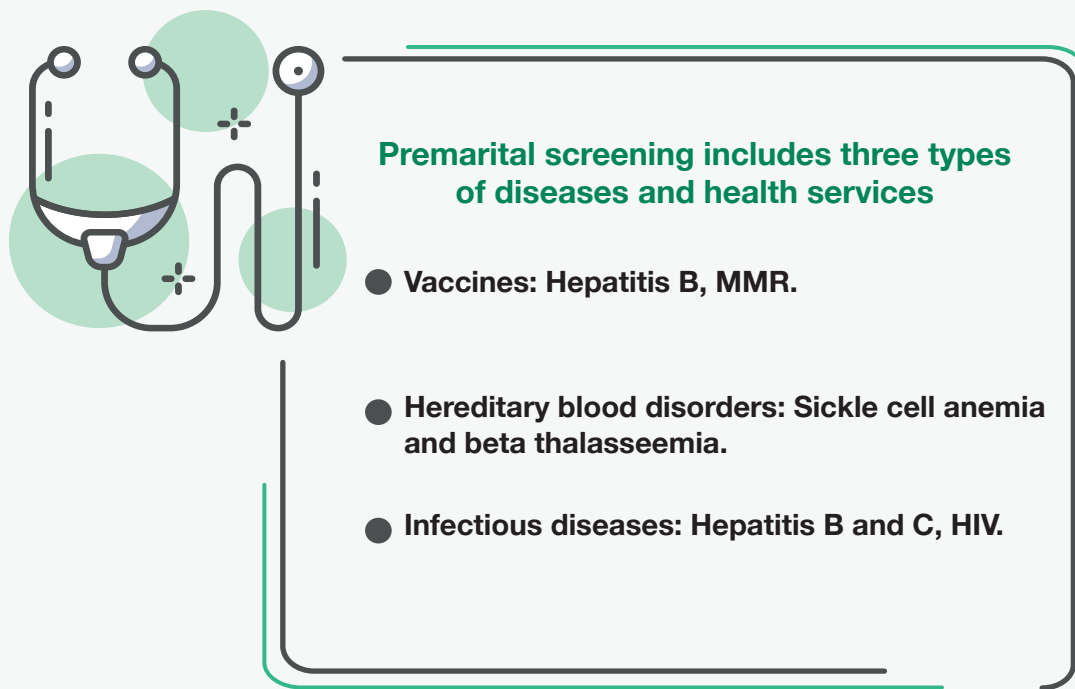 Premarital screening includes three types
of diseases and health services
Vaccines: Hepatitis B, MMR.
Hereditary blood disorders: Sickle cell anemia
and beta thalasseemia.
Infectious diseases: Hepatitis B and C, HIV.